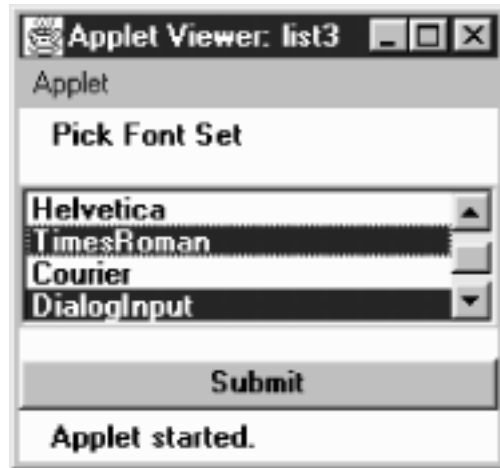 Applet Viewer: list3
Applet
Pick Font Set
Helvetica
TimesRoman
Courier
DialogInput
Submit
Applet started.